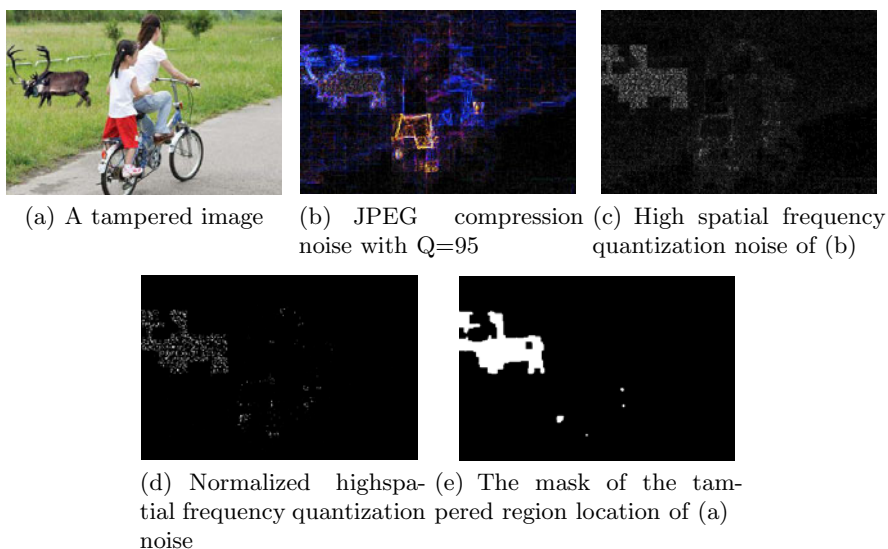 (a) A tampered image
(b) JPEG compression
noise with Q=95
(c) High spatial frequency
quantization noise of (b)
(d) Normalized highspa-
tial frequency quantization
noise
(e) The mask of the tam-
pered region location of (a)